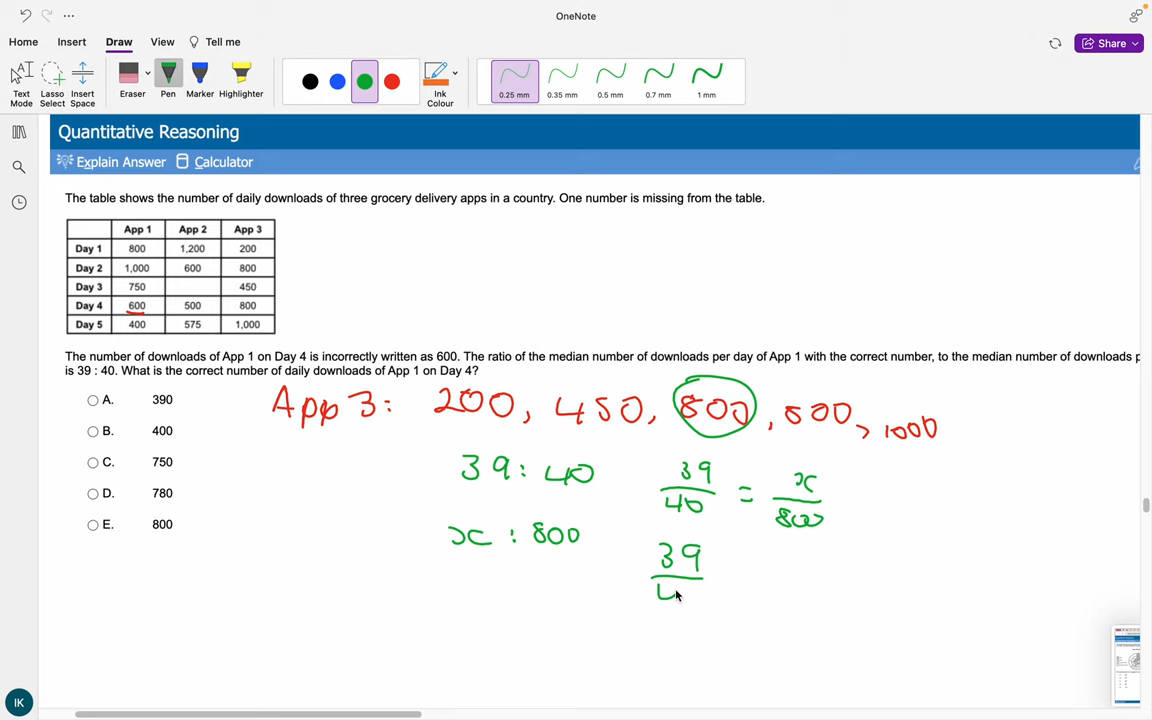 OneNote
Home Insert Draw View Tell me
Share
Text Mode
Lasso Select
Insert Space
Eraser
Pen
Marker
Highlighter
Ink Colour
0.25 mm
0.35 mm
0.5 mm
0.7 mm
1 mm
Quantitative Reasoning
Explain Answer Calculator
The table shows the number of daily downloads of three grocery delivery apps in a country. One number is missing from the table.
App 1 App 2 App 3
Day 1 800 1,200 200
Day 2 1,000 600 800
Day 3 750 450
Day 4 600 500 800
Day 5 400 575 1,000
The number of downloads of App 1 on Day 4 is incorrectly written as 600. The ratio of the median number of downloads per day of App 1 with the correct number, to the median number of downloads p
is 39 : 40. What is the correct number of daily downloads of App 1 on Day 4?
A. 390
B. 400
C. 750
D. 780
E. 800
App 3: 200, 450, 800, 800, 1000
39 : 40
39/40 = x/800
x : 800
39
IK